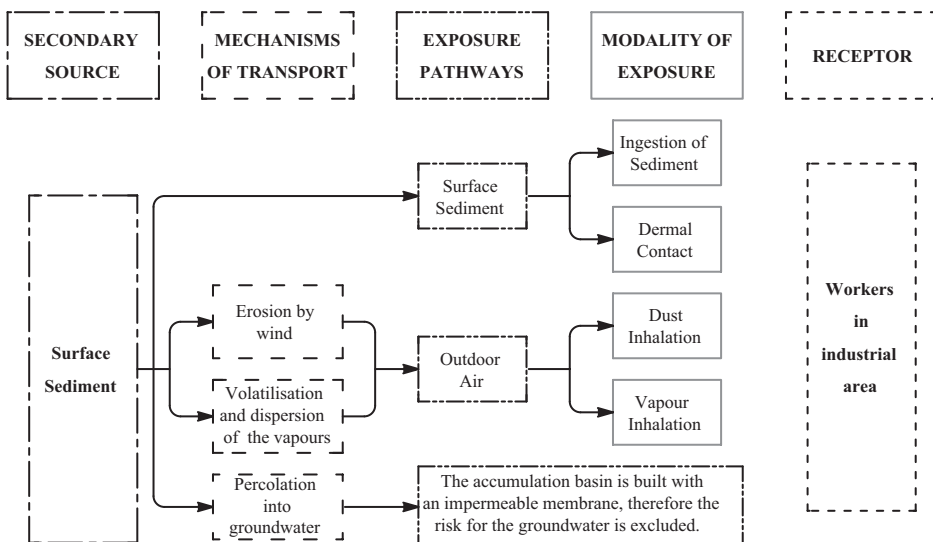 SECONDARY
SOURCE
MECHANISMS
OF TRANSPORT
EXPOSURE
PATHWAYS
MODALITY OF
EXPOSURE
RECEPTOR
Surface
Sediment
Erosion by
wind
Volatilisation
and dispersion
of the vapours
Percolation
into
groundwater
Surface
Sediment
Outdoor
Air
The accumulation basin is built with
an impermeable membrane, therefore the
risk for the groundwater is excluded.
Ingestion of
Sediment
Dermal
Contact
Dust
Inhalation
Vapour
Inhalation
Workers
in
industrial
area